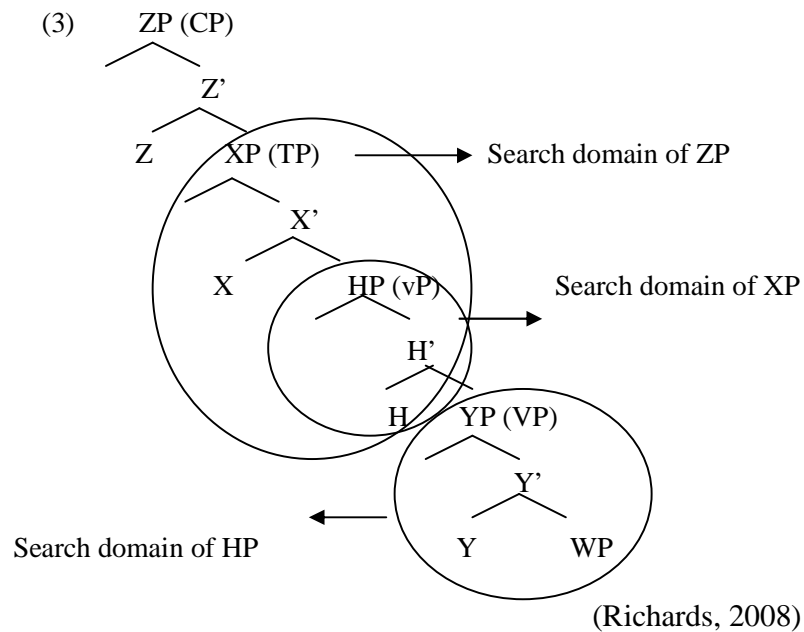 (3) ZP (CP)
Z’
Z XP (TP) Search domain of ZP
X’
X HP (vP) Search domain of XP
H’
H YP (VP)
Y’
Search domain of HP Y WP
(Richards, 2008)